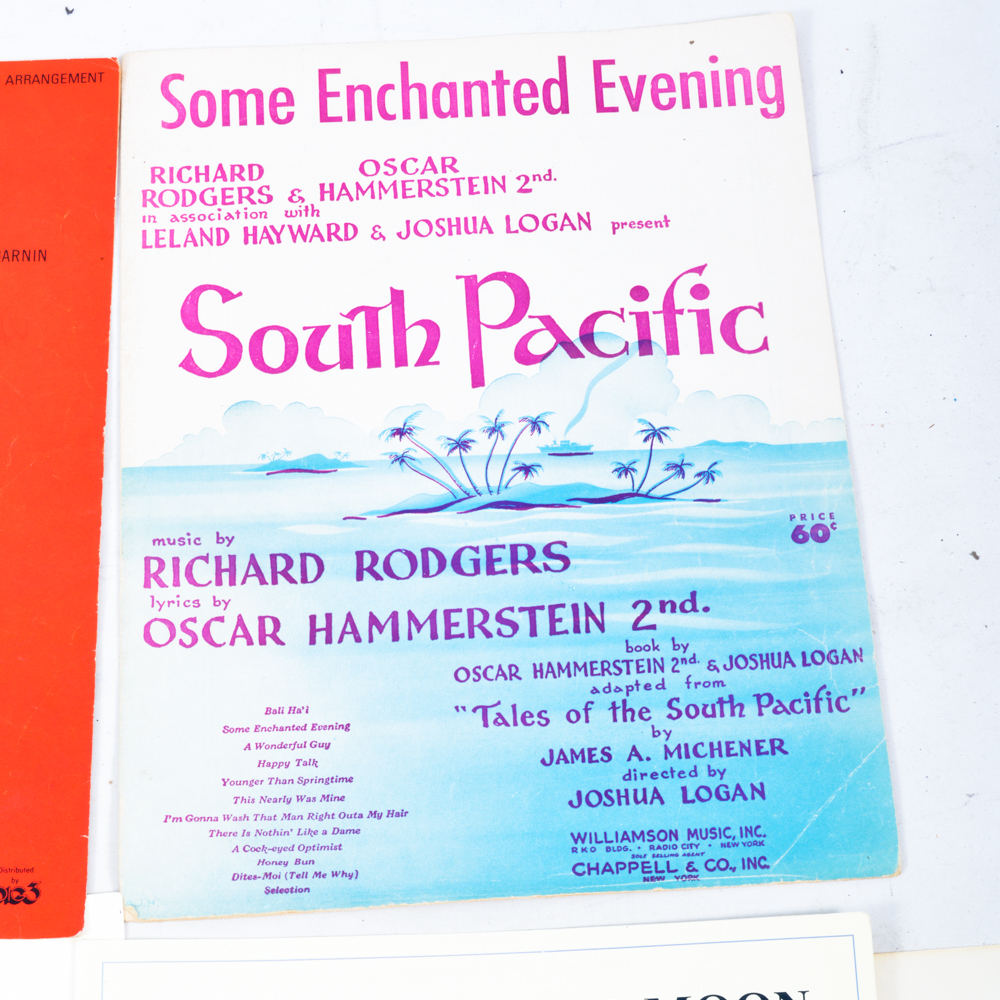 ARRANGEMENT
Distributed
by
Some Enchanted Evening
RICHARD OSCAR
RODGERS & HAMMERSTEIN 2nd.
in association with
LELAND HAYWARD & JOSHUA LOGAN present
South Pacific
PRICE
60¢
music by
RICHARD RODGERS
lyrics by
OSCAR HAMMERSTEIN 2nd.
book by
OSCAR HAMMERSTEIN 2nd. & JOSHUA LOGAN
adapted from
"Tales of the South Pacific"
by
JAMES A. MICHENER
directed by
JOSHUA LOGAN
Bali Ha'i
Some Enchanted Evening
A Wonderful Guy
Happy Talk
Younger Than Springtime
This Nearly Was Mine
I'm Gonna Wash That Man Right Outa My Hair
There Is Nothin' Like a Dame
A Cock-eyed Optimist
Honey Bun
Dites-Moi (Tell Me Why)
Selection
WILLIAMSON MUSIC, INC.
RKO BLDG. • RADIO CITY • NEW YORK
SOLE SELLING AGENT
CHAPPELL & CO., INC.
NEW YORK
MOON